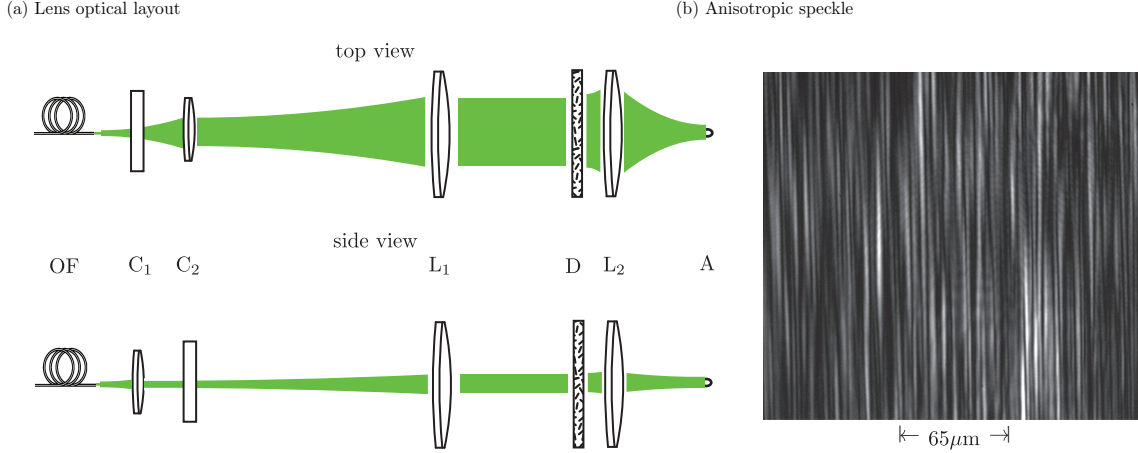 (a) Lens optical layout
(b) Anisotropic speckle
top view
side view
OF C₁ C₂ L₁ D L₂ A
65μm